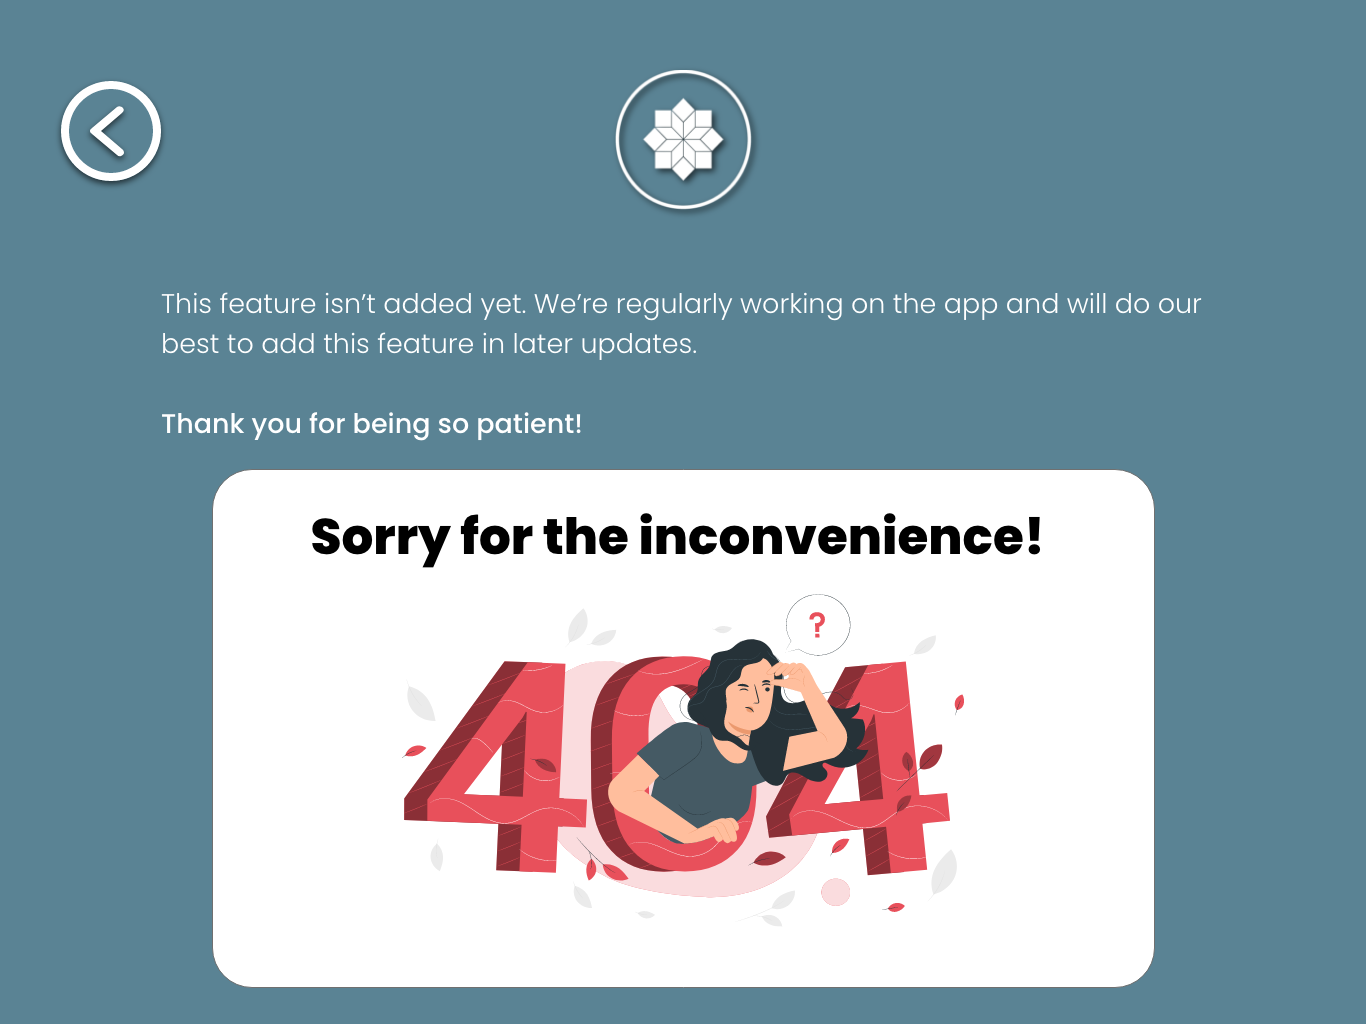 This feature isn’t added yet. We’re regularly working on the app and will do our
best to add this feature in later updates.
Thank you for being so patient!
Sorry for the inconvenience!
?
404